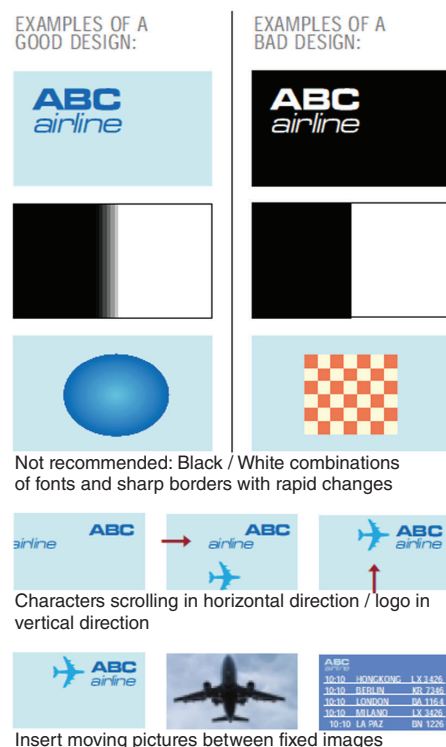 EXAMPLES OF A
GOOD DESIGN:
EXAMPLES OF A
BAD DESIGN:
ABC
airline
ABC
airline
Not recommended: Black / White combinations
of fonts and sharp borders with rapid changes
ABC
airline
ABC
airline
ABC
airline
Characters scrolling in horizontal direction / logo in
vertical direction
ABC
airline
ABC
10:10 HONGKONG LX 3426
10:10 BERLIN KR 7346
10:10 LONDON BA 1164
10:10 MILANO LX 3426
10:10 LA PAZ BN 1226
Insert moving pictures between fixed images